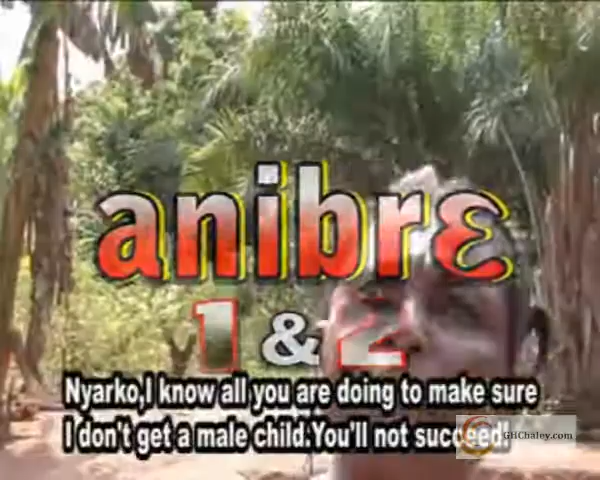 anibrɛ
1 & 2
Nyarko,I know all you are doing to make sure
I don't get a male child.You'll not succeed!
GHChaley.com